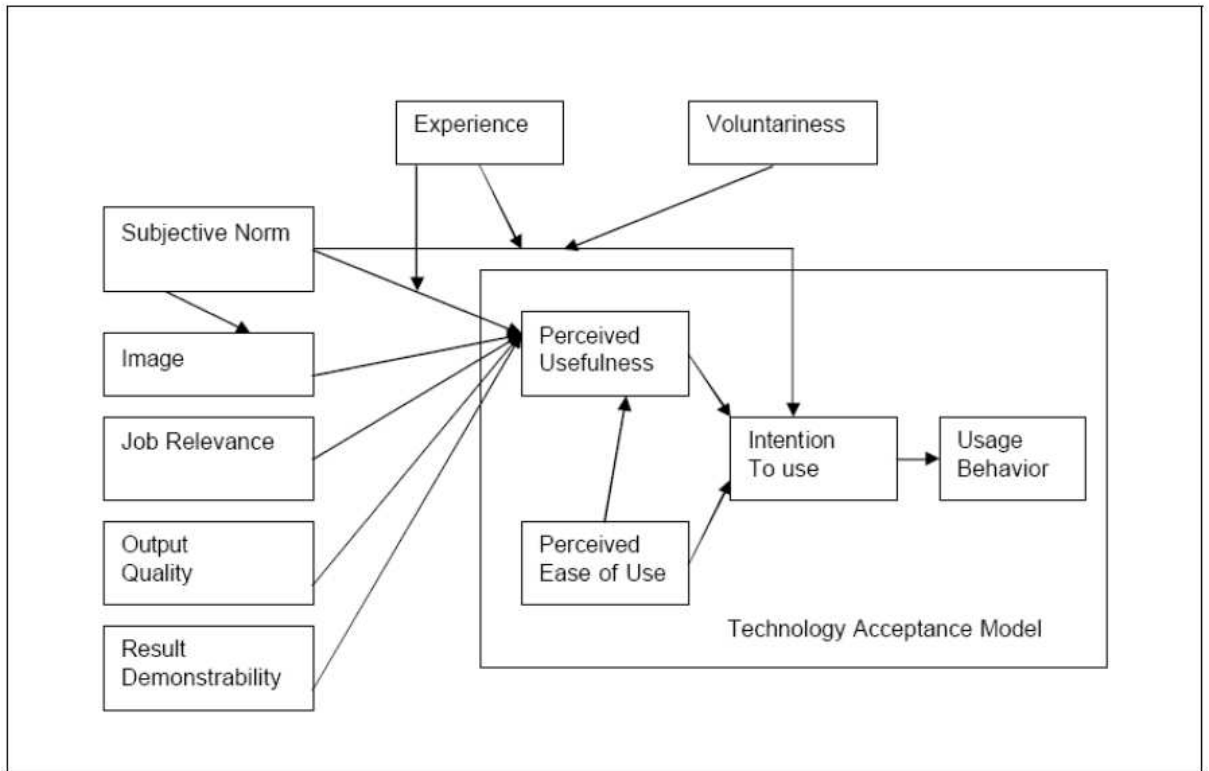 Experience
Voluntariness
Subjective Norm
Image
Perceived
Usefulness
Job Relevance
Intention
To use
Usage
Behavior
Output
Quality
Perceived
Ease of Use
Result
Demonstrability
Technology Acceptance Model